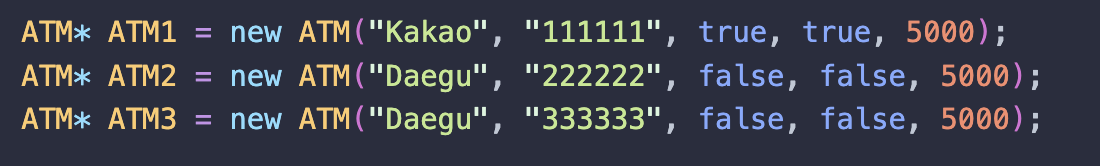 ATM* ATM1 = new ATM("Kakao", "111111", true, true, 5000);
ATM* ATM2 = new ATM("Daegu", "222222", false, false, 5000);
ATM* ATM3 = new ATM("Daegu", "333333", false, false, 5000);